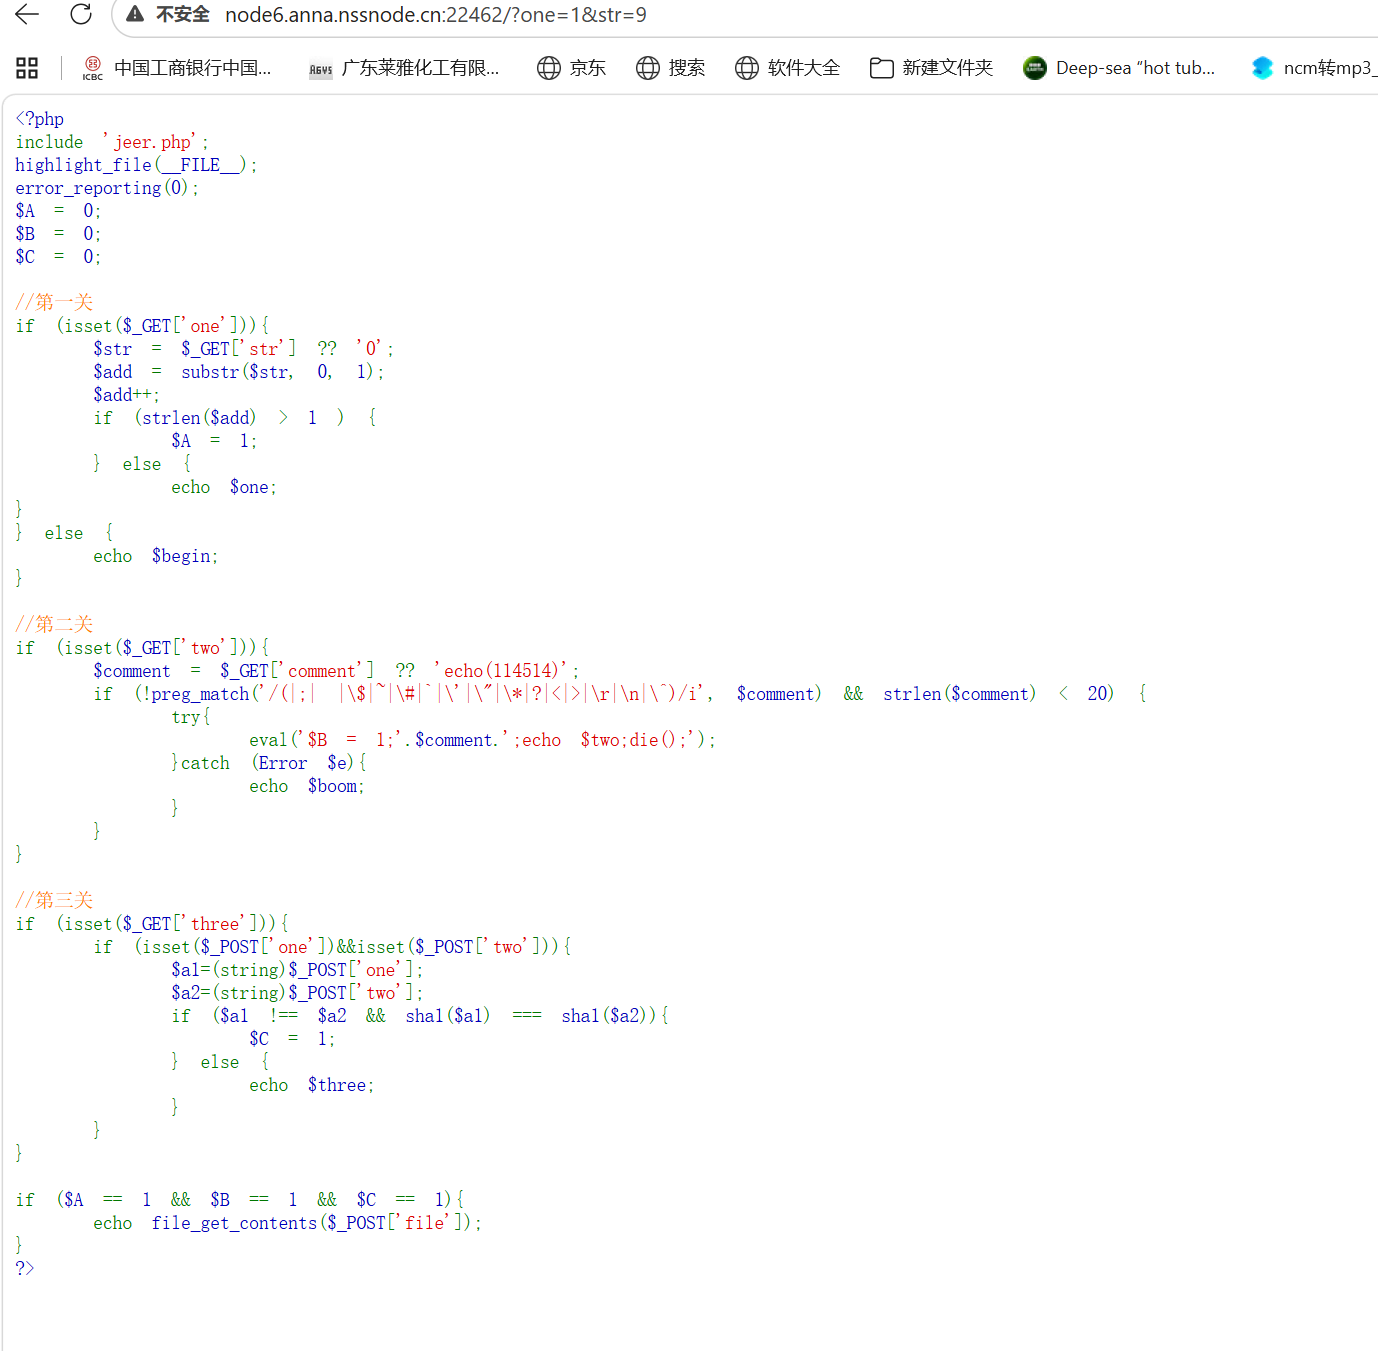 不安全 node6.anna.nssnode.cn:22462/?one=1&str=9
ICBC 中国工商银行中国... 广东莱雅化工有限... 京东 搜索 软件大全 新建文件夹 Deep-sea “hot tub... ncm转mp3_
<?php
include 'jeer.php';
highlight_file(__FILE__);
error_reporting(0);
$A = 0;
$B = 0;
$C = 0;
//第一关
if (isset($_GET['one'])){
$str = $_GET['str'] ?? '0';
$add = substr($str, 0, 1);
$add++;
if (strlen($add) > 1 ) {
$A = 1;
} else {
echo $one;
}
} else {
echo $begin;
}
//第二关
if (isset($_GET['two'])){
$comment = $_GET['comment'] ?? 'echo(114514)';
if (!preg_match('/(|;| |\$|~|\#|`|\'|\"|\*|?|<|>|\r|\n|\^)/i', $comment) && strlen($comment) < 20) {
try{
eval('$B = 1;'.$comment.';echo $two;die();');
}catch (Error $e){
echo $boom;
}
}
}
//第三关
if (isset($_GET['three'])){
if (isset($_POST['one'])&&isset($_POST['two'])){
$a1=(string)$_POST['one'];
$a2=(string)$_POST['two'];
if ($a1 !== $a2 && sha1($a1) === sha1($a2)){
$C = 1;
} else {
echo $three;
}
}
}
if ($A == 1 && $B == 1 && $C == 1){
echo file_get_contents($_POST['file']);
}
?>